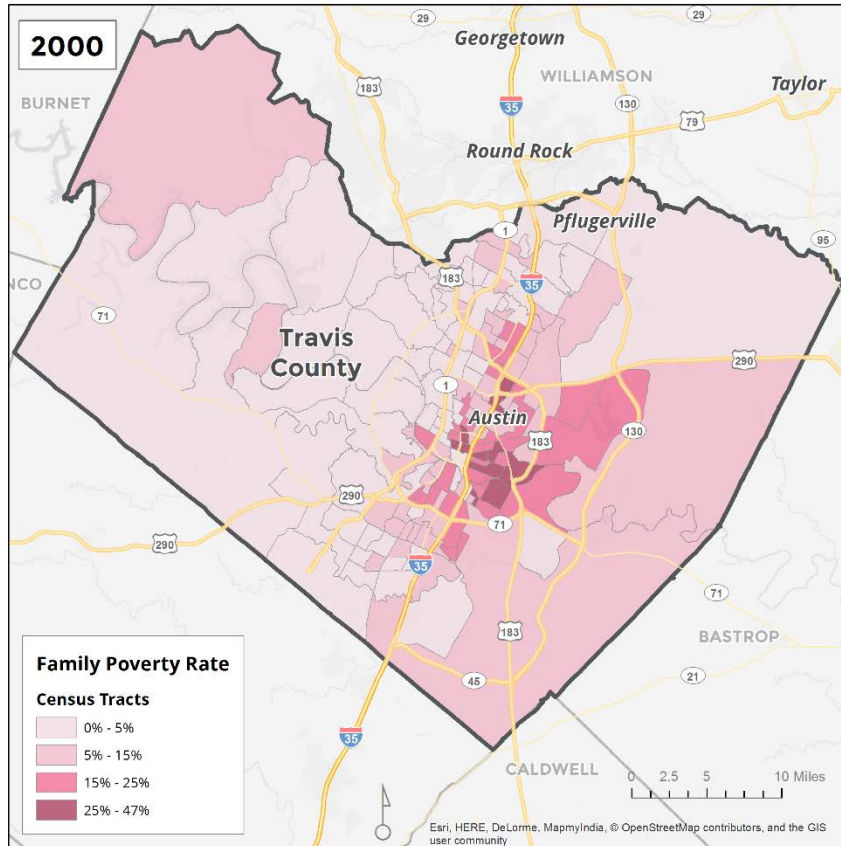 2000
29
29
Georgetown
BURNET
183
WILLIAMSON
Taylor
35
130
79
Round Rock
Pflugerville
1
95
183
35
NCO
71
Travis
County
290
1
Austin
183
130
290
71
290
35
71
183
BASTROP
45
21
35
CALDWELL
Family Poverty Rate
Census Tracts
0% - 5%
5% - 15%
15% - 25%
25% - 47%
0 2.5 5 10 Miles
Esri, HERE, DeLorme, MapmyIndia, © OpenStreetMap contributors, and the GIS
user community